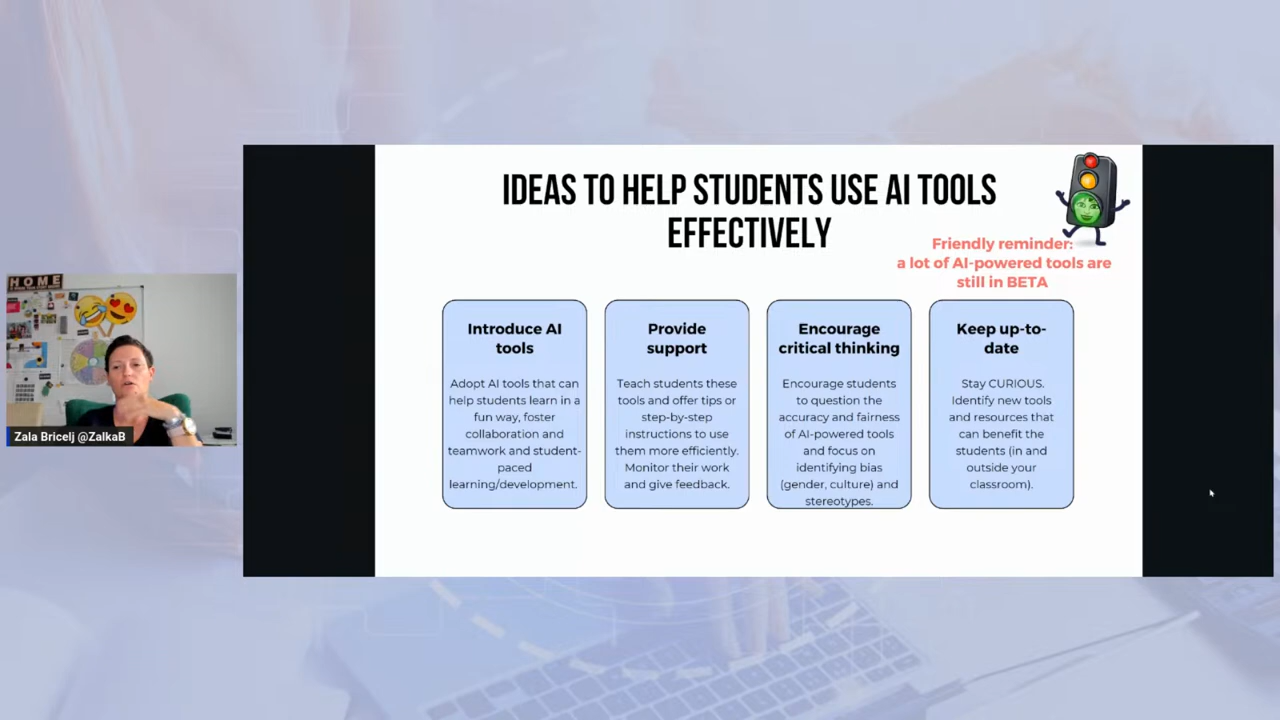 IDEAS TO HELP STUDENTS USE AI TOOLS
EFFECTIVELY
Friendly reminder:
a lot of AI-powered tools are
still in BETA
Introduce AI
tools
Adopt AI tools that can
help students learn in a
fun way, foster
collaboration and
teamwork and student-
paced
learning/development.
Provide
support
Teach students these
tools and offer tips or
step-by-step
instructions to use
them more efficiently.
Monitor their work
and give feedback.
Encourage
critical thinking
Encourage students
to question the
accuracy and fairness
of AI-powered tools
and focus on
identifying bias
(gender, culture) and
stereotypes.
Keep up-to-
date
Stay CURIOUS.
Identify new tools
and resources that
can benefit the
students (in and
outside your
classroom).
HOME
Zala Bricelj @ZalkaB